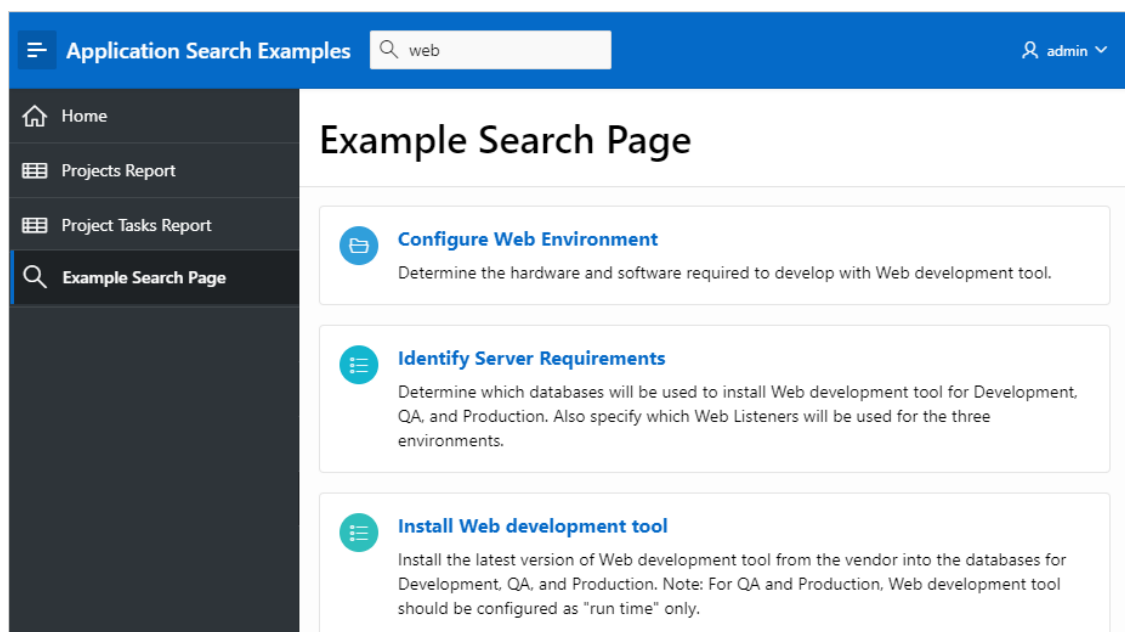 Application Search Examples
web
admin
Home
Projects Report
Project Tasks Report
Example Search Page
Example Search Page
Configure Web Environment
Determine the hardware and software required to develop with Web development tool.
Identify Server Requirements
Determine which databases will be used to install Web development tool for Development,
QA, and Production. Also specify which Web Listeners will be used for the three
environments.
Install Web development tool
Install the latest version of Web development tool from the vendor into the databases for
Development, QA, and Production. Note: For QA and Production, Web development tool
should be configured as "run time" only.